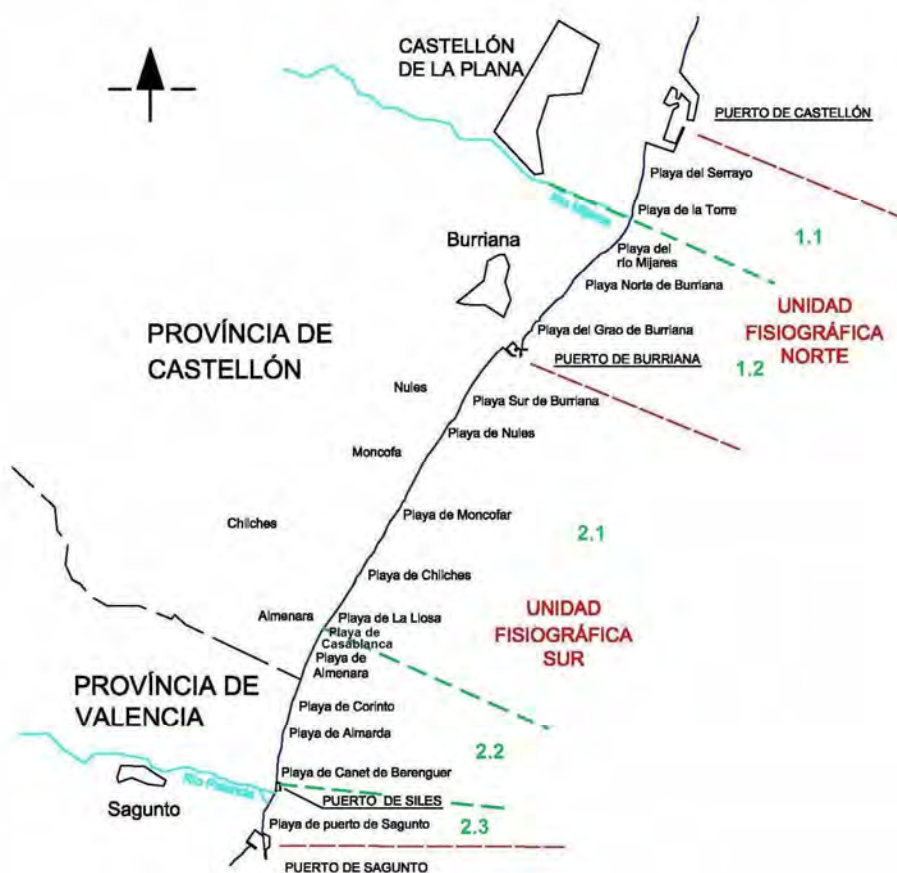 CASTELLÓN
DE LA PLANA
PUERTO DE CASTELLÓN
Playa del Serrayo
Río Mijares
Playa de la Torre
1.1
Burriana
Playa del
río Mijares
Playa Norte de Burriana
UNIDAD
FISIOGRÁFICA
NORTE
PROVÍNCIA DE
CASTELLÓN
Playa del Grao de Burriana
PUERTO DE BURRIANA
1.2
Nules
Playa Sur de Burriana
Playa de Nules
Moncofa
Playa de Moncofar
Chilches
2.1
Playa de Chilches
Almenara
Playa de La Llosa
Playa de
Casablanca
Playa de
Almenara
UNIDAD
FISIOGRÁFICA
SUR
PROVÍNCIA DE
VALENCIA
Playa de Corinto
Playa de Almarda
2.2
Playa de Canet de Berenguer
Río Palancia
PUERTO DE SILES
Sagunto
Playa de puerto de Sagunto
2.3
PUERTO DE SAGUNTO